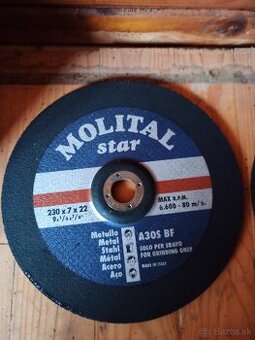 MOLITAL
star
230 x 7 x 22
MAX R.P.M.
6.600 - 80 m/s.
Metallo
Metal
Stahl
Métal
Acero
Aço
A30S BF
SOLO PER SBAVO
FOR GRINDING ONLY
MADE IN ITALY
Bazos.sk